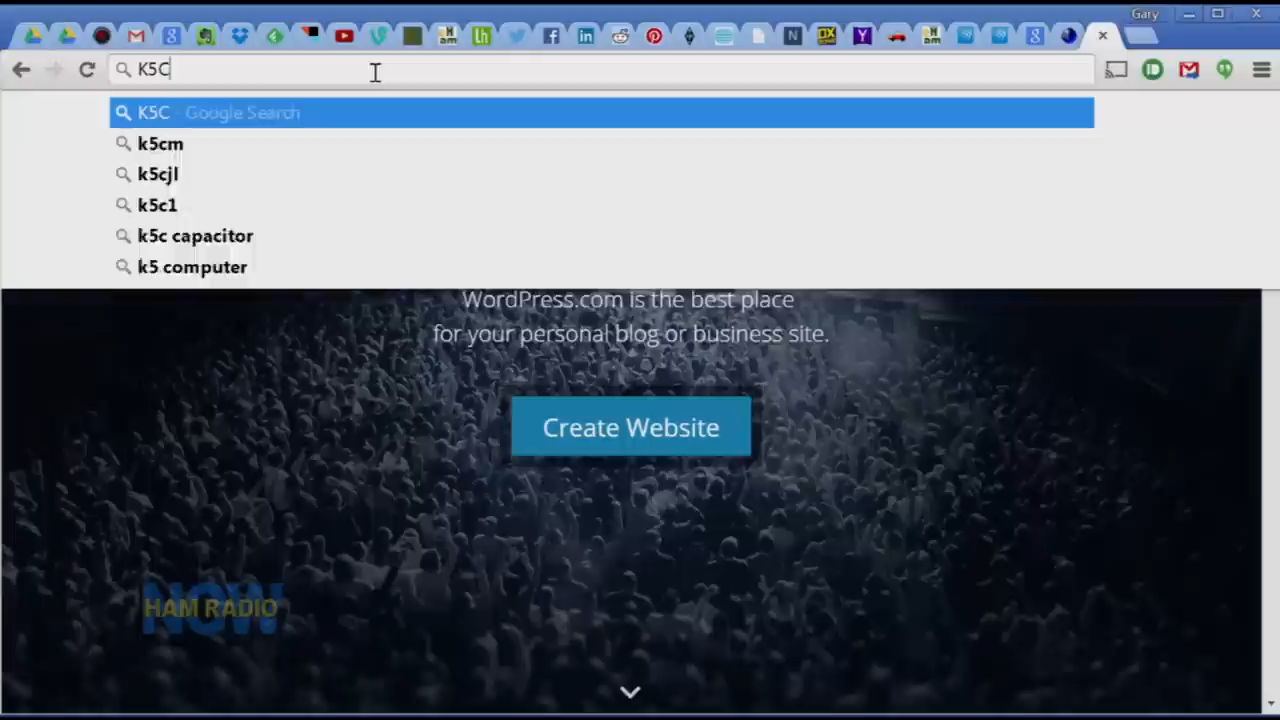 Gary
K5C
K5C - Google Search
k5cm
k5cjl
k5c1
k5c capacitor
k5 computer
WordPress.com is the best place
for your personal blog or business site.
Create Website
NOW
HAM RADIO